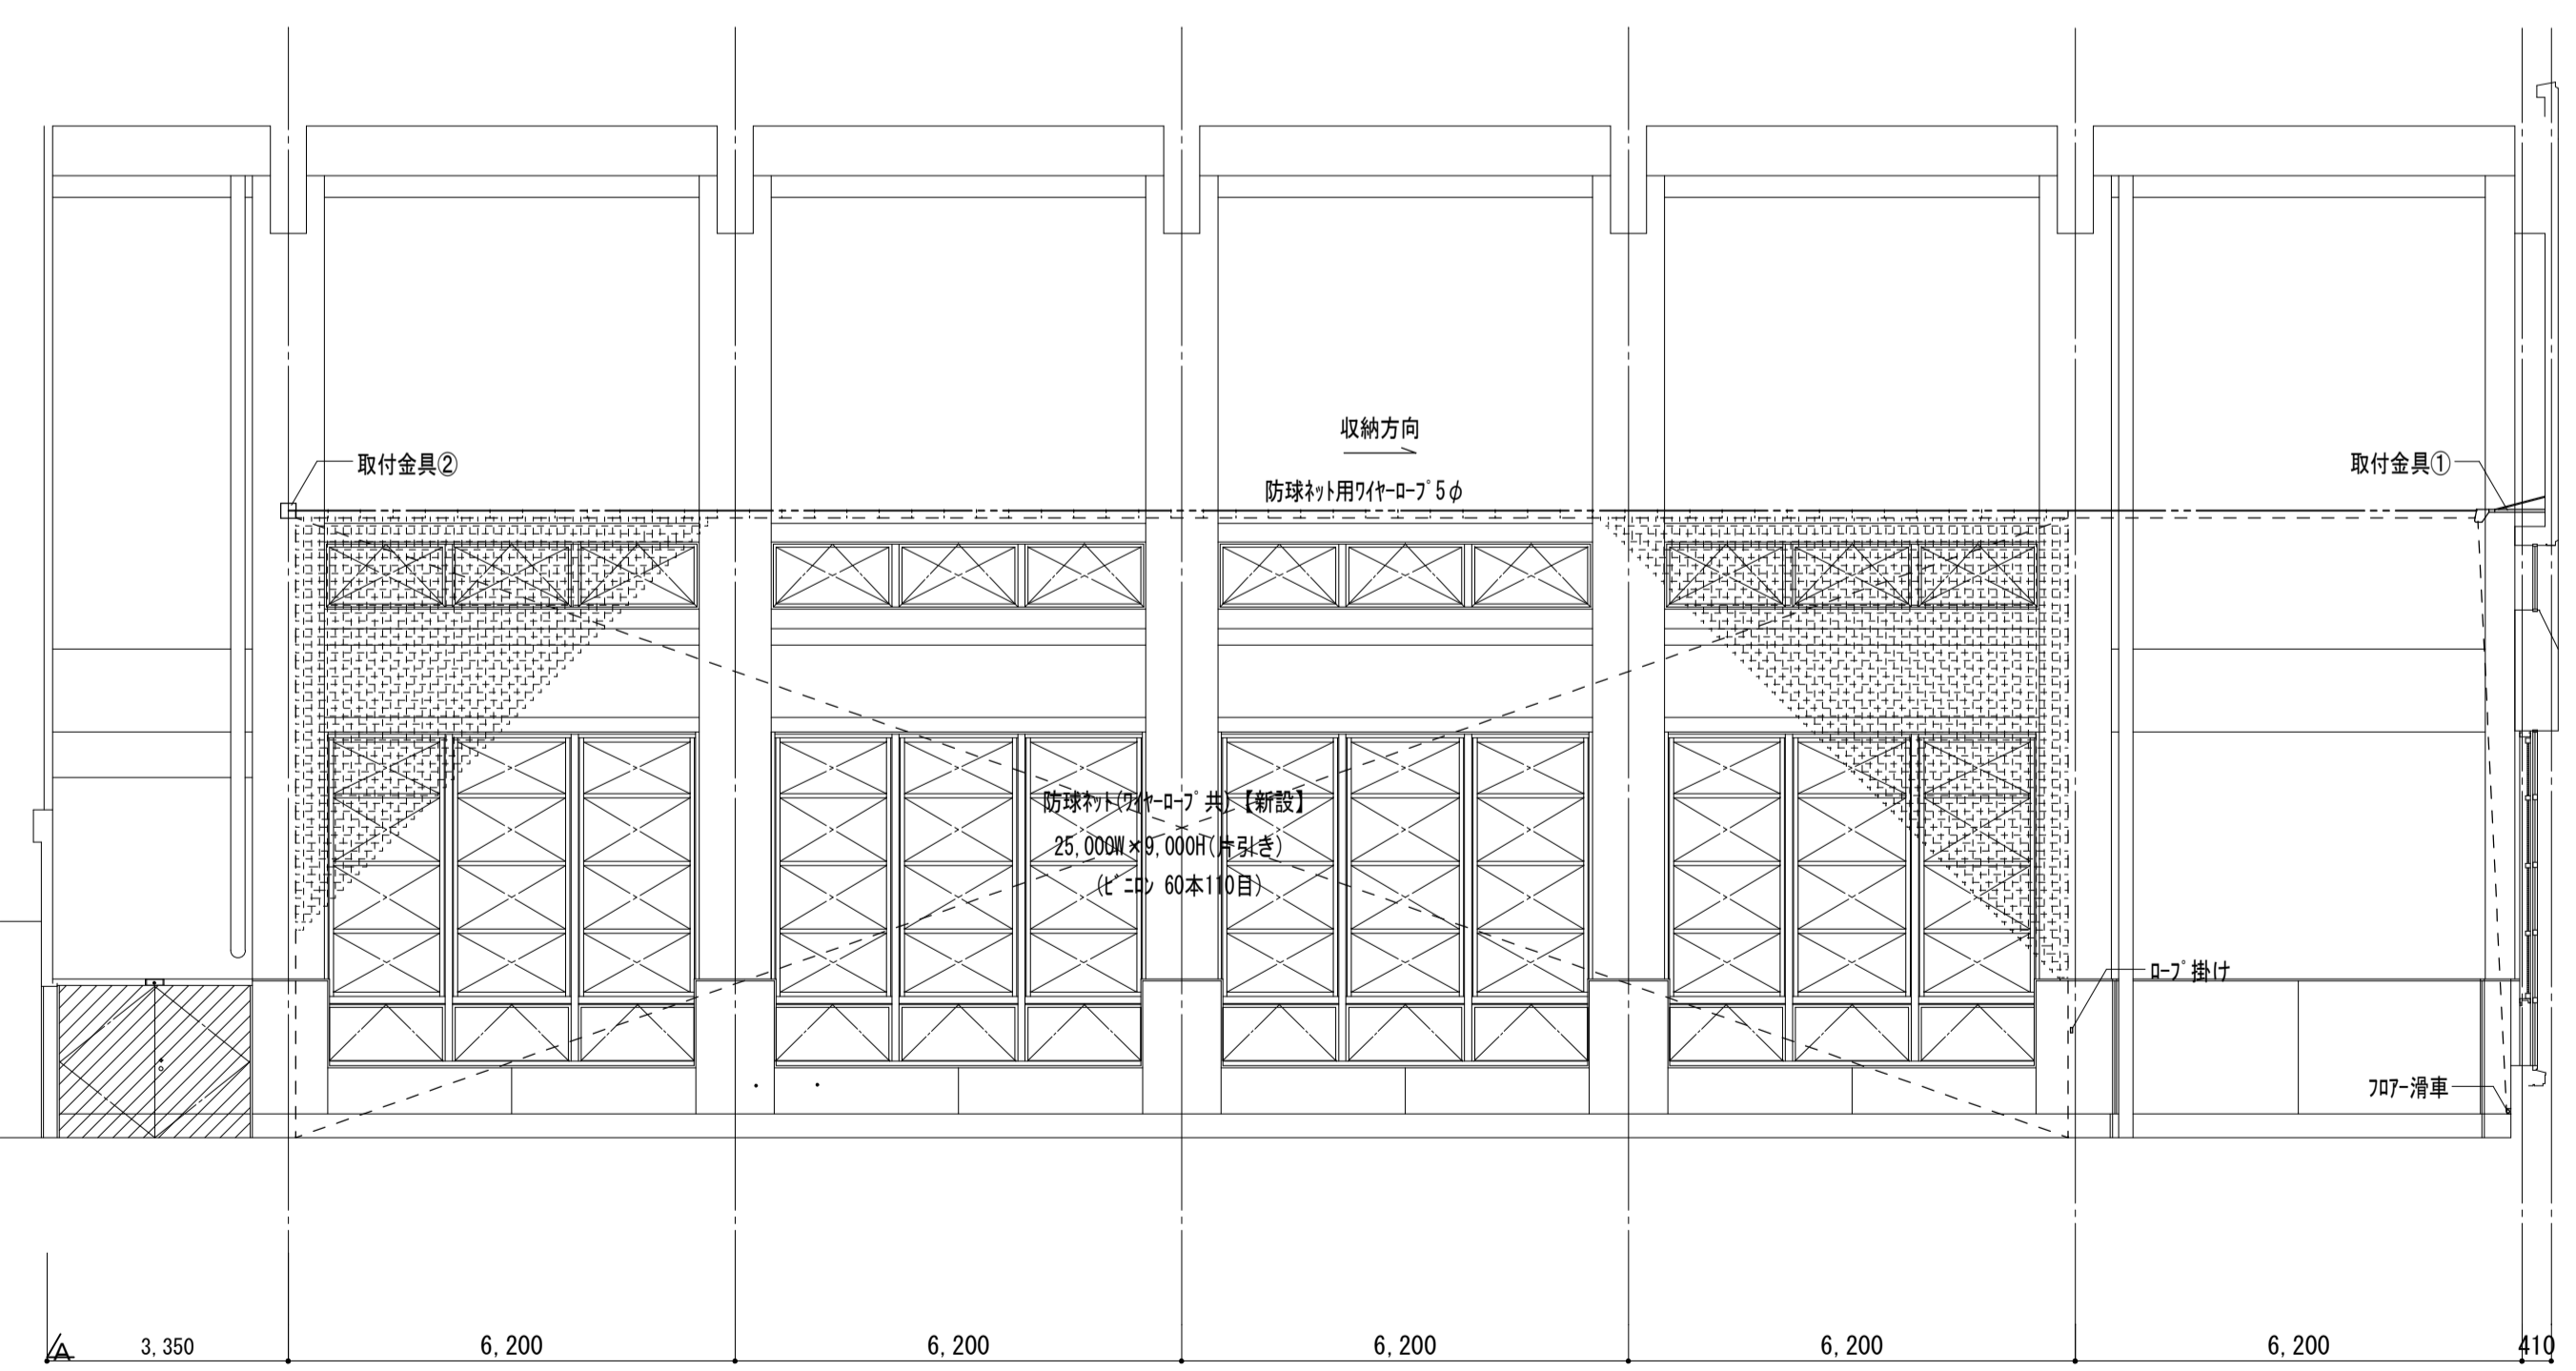 収納方向
取付金具②
取付金具①
防球ﾈｯﾄ用ﾜｲﾔｰﾛｰﾌﾟ5φ
防球ﾈｯﾄ(ﾜｲﾔｰﾛｰﾌﾟ共)【新設】
25,000W×9,000H(片引き)
(ﾋﾞﾆﾛﾝ 60本110目)
ﾛｰﾌﾟ掛け
ﾌﾛｱｰ滑車
A 3,350 6,200 6,200 6,200 6,200 6,200 410